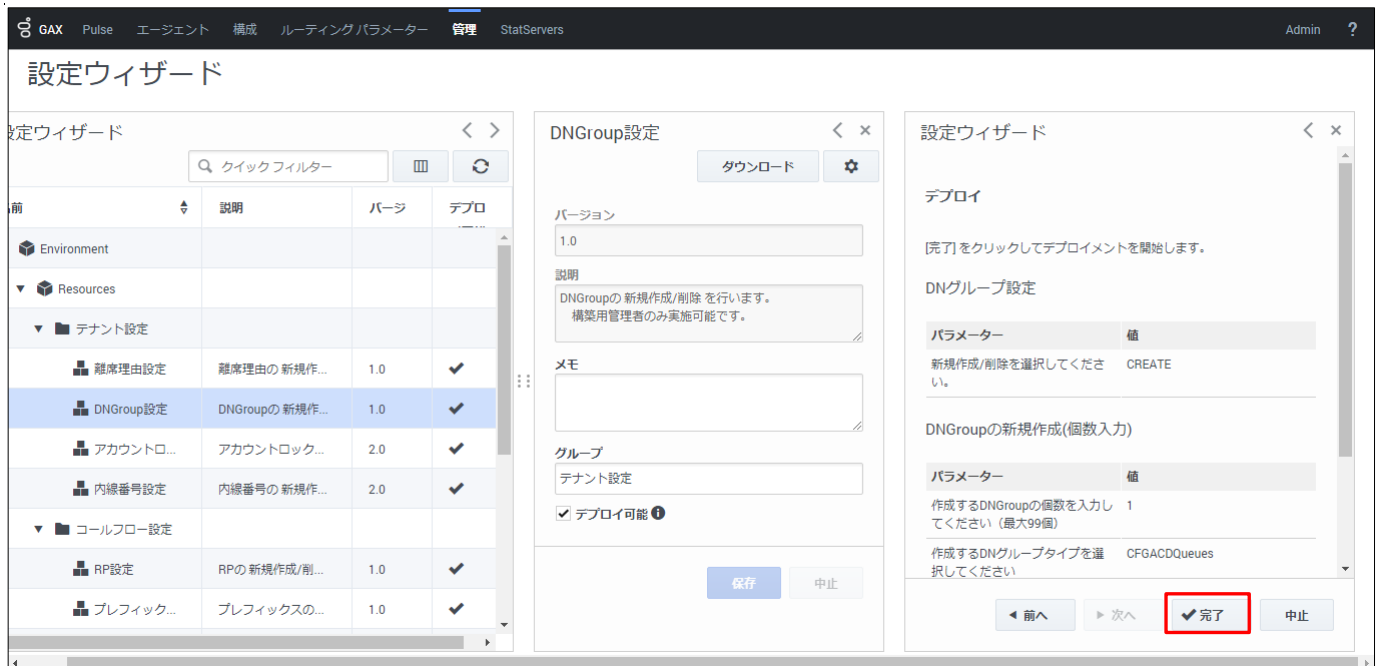 GAX Pulse エージェント 構成 ルーティング パラメーター 管理 StatServers Admin ?
設定ウィザード
設定ウィザード
クイック フィルター
名前 説明 バージ デプロ
Environment
Resources
テナント設定
離席理由設定 離席理由の 新規作... 1.0
DNGroup設定 DNGroupの 新規作... 1.0
アカウントロ... アカウントロック... 2.0
内線番号設定 内線番号の 新規作... 2.0
コールフロー設定
RP設定 RPの 新規作成/削... 1.0
プレフィック... プレフィックスの... 1.0
DNGroup設定
ダウンロード
バージョン
1.0
説明
DNGroupの 新規作成/削除 を行います。
構築用管理者のみ実施可能です。
メモ
グループ
テナント設定
デプロイ可能
保存 中止
設定ウィザード
デプロイ
[完了] をクリックしてデプロイメントを開始します。
DNグループ設定
パラメーター 値
新規作成/削除を選択してくださ CREATE
い。
DNGroupの新規作成(個数入力)
パラメーター 値
作成するDNGroupの個数を入力し 1
てください（最大99個）
作成するDNグループタイプを選 CFGACDQueues
択してください
前へ 次へ 完了 中止